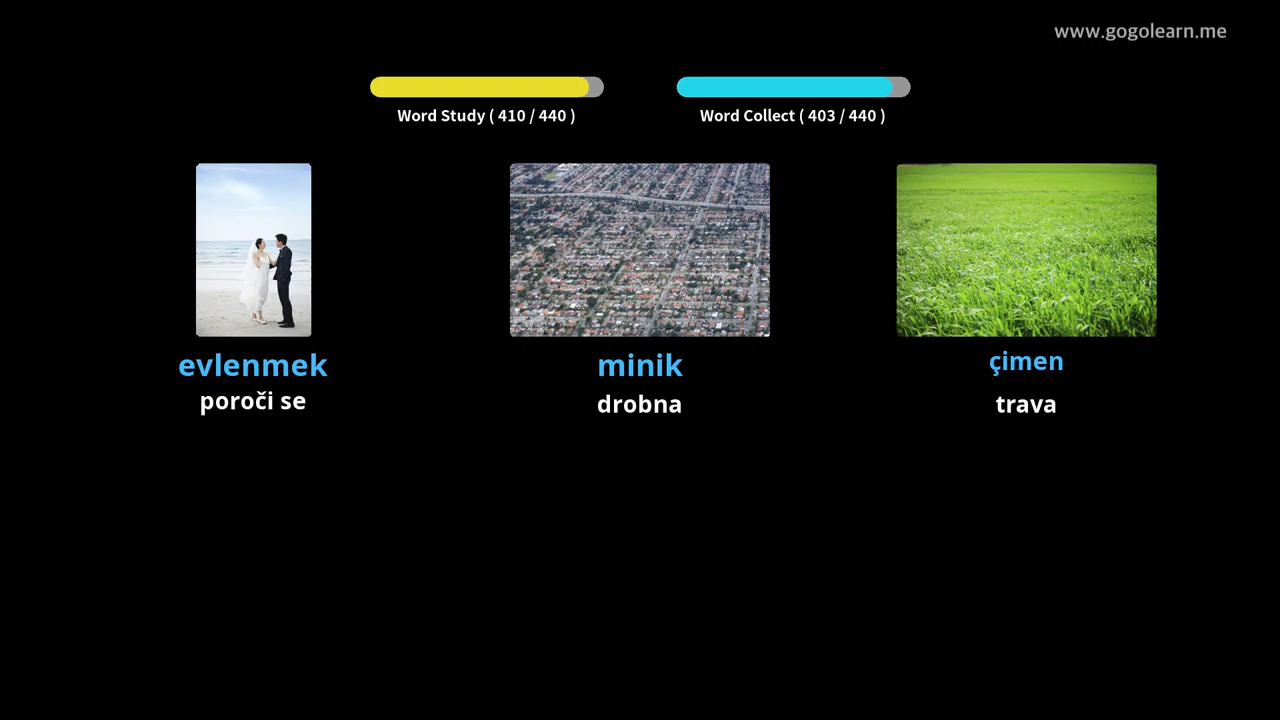 www.gogolearn.me
Word Study ( 410 / 440 )
Word Collect ( 403 / 440 )
evlenmek
poroči se
minik
drobna
çimen
trava